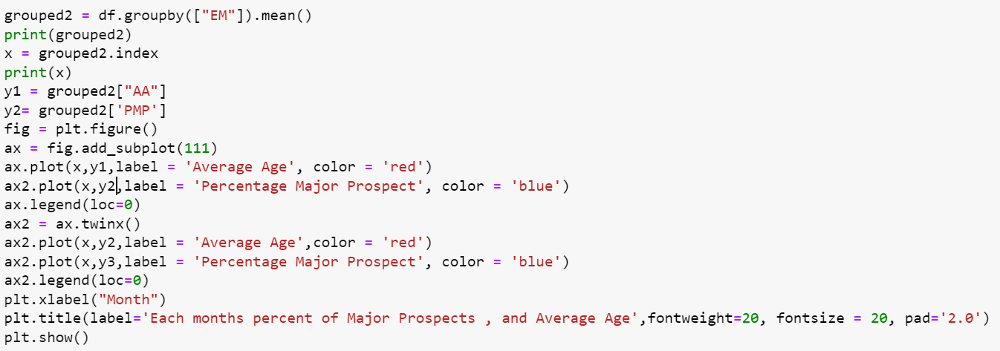 grouped2 = df.groupby(["EM"]).mean()
print(grouped2)
x = grouped2.index
print(x)
y1 = grouped2["AA"]
y2= grouped2['PMP']
fig = plt.figure()
ax = fig.add_subplot(111)
ax.plot(x,y1,label = 'Average Age', color = 'red')
ax2.plot(x,y2,label = 'Percentage Major Prospect', color = 'blue')
ax.legend(loc=0)
ax2 = ax.twinx()
ax2.plot(x,y2,label = 'Average Age',color = 'red')
ax2.plot(x,y3,label = 'Percentage Major Prospect', color = 'blue')
ax2.legend(loc=0)
plt.xlabel("Month")
plt.title(label='Each months percent of Major Prospects , and Average Age',fontweight=20, fontsize = 20, pad='2.0')
plt.show()